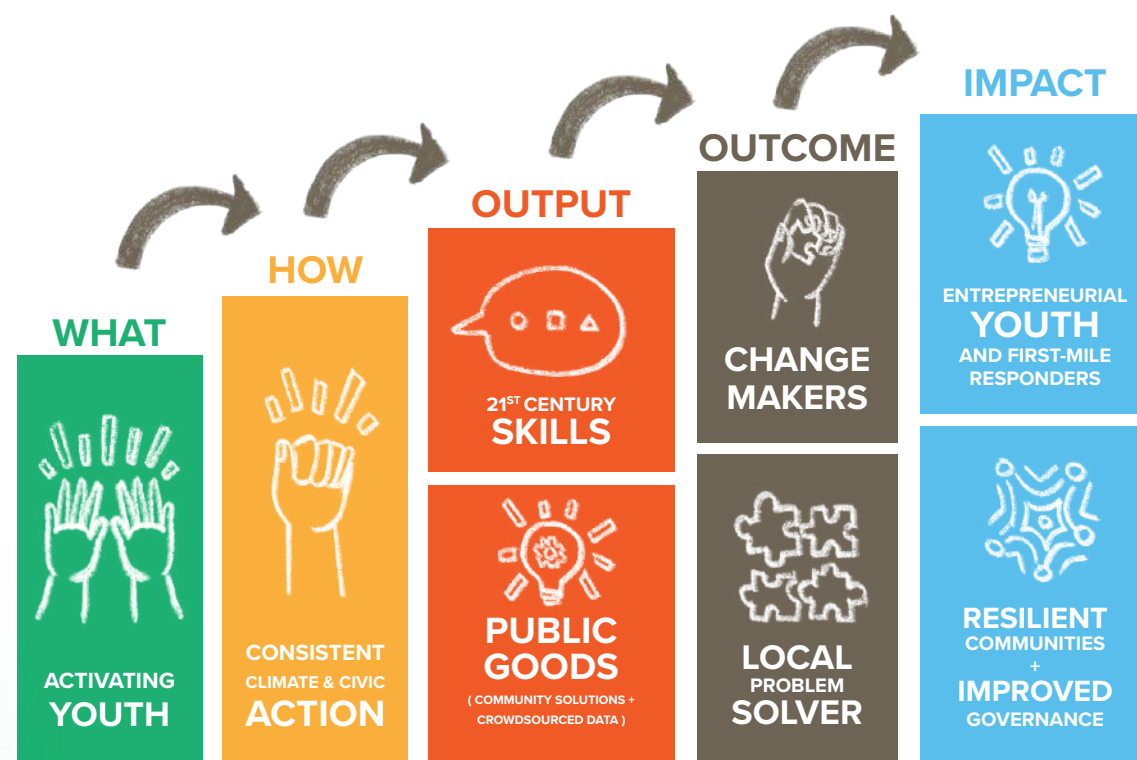 WHAT
ACTIVATING
YOUTH
HOW
CONSISTENT
CLIMATE & CIVIC
ACTION
OUTPUT
21ST CENTURY
SKILLS
PUBLIC
GOODS
( COMMUNITY SOLUTIONS +
CROWDSOURCED DATA )
OUTCOME
CHANGE
MAKERS
LOCAL
PROBLEM
SOLVER
IMPACT
ENTREPRENEURIAL
YOUTH
AND FIRST-MILE
RESPONDERS
RESILIENT
COMMUNITIES
+
IMPROVED
GOVERNANCE